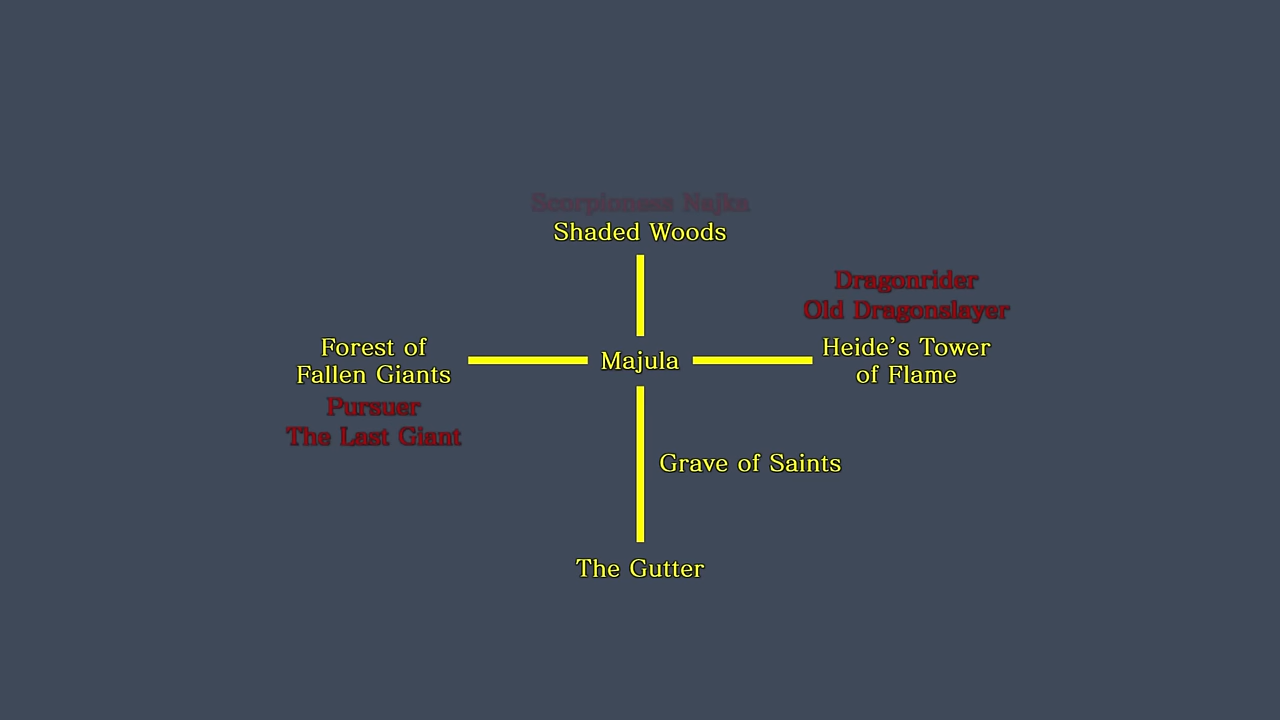 Scorpioness Najka
Shaded Woods
Dragonrider
Old Dragonslayer
Forest of
Fallen Giants
Majula
Heide's Tower
of Flame
Pursuer
The Last Giant
Grave of Saints
The Gutter